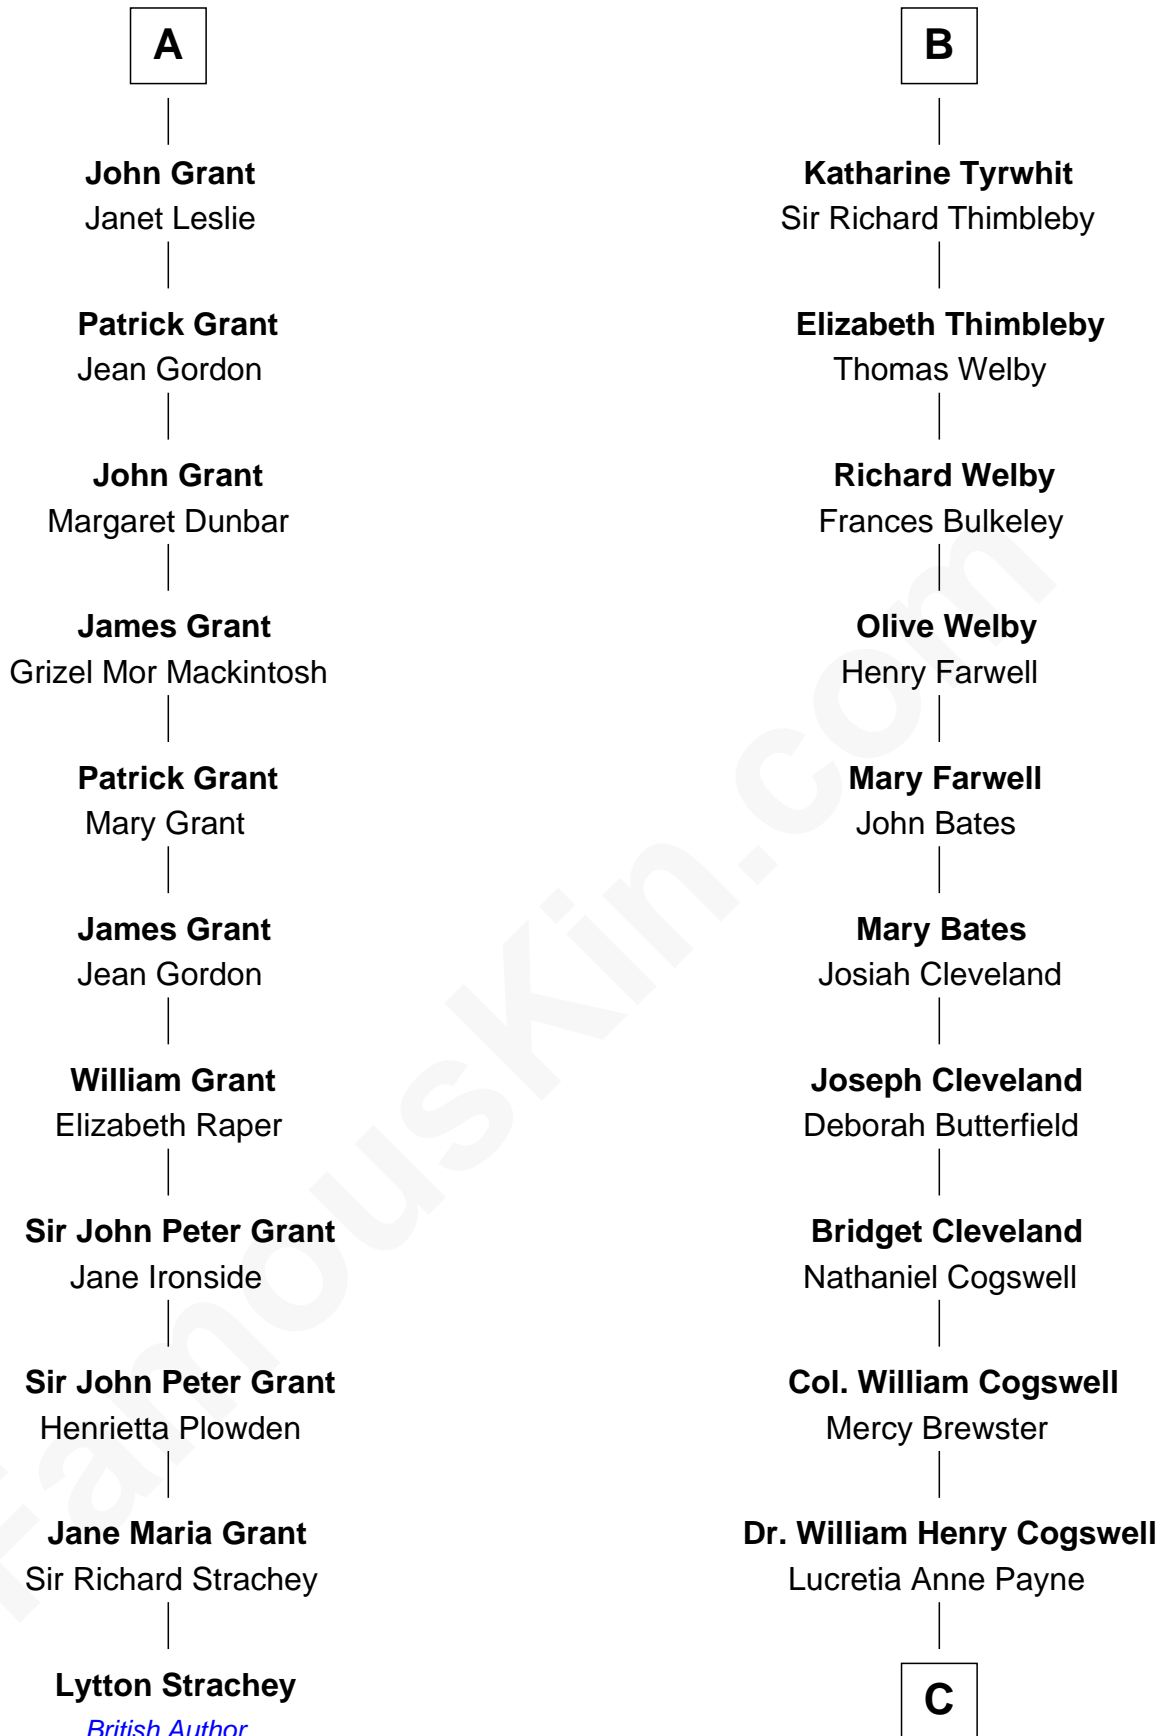 A
John Grant
Janet Leslie
Patrick Grant
Jean Gordon
John Grant
Margaret Dunbar
James Grant
Grizel Mor Mackintosh
Patrick Grant
Mary Grant
James Grant
Jean Gordon
William Grant
Elizabeth Raper
Sir John Peter Grant
Jane Ironside
Sir John Peter Grant
Henrietta Plowden
Jane Maria Grant
Sir Richard Strachey
Lytton Strachey
British Author
B
Katharine Tyrwhit
Sir Richard Thimbleby
Elizabeth Thimbleby
Thomas Welby
Richard Welby
Frances Bulkeley
Olive Welby
Henry Farwell
Mary Farwell
John Bates
Mary Bates
Josiah Cleveland
Joseph Cleveland
Deborah Butterfield
Bridget Cleveland
Nathaniel Cogswell
Col. William Cogswell
Mercy Brewster
Dr. William Henry Cogswell
Lucretia Anne Payne
C
FamousKin.com